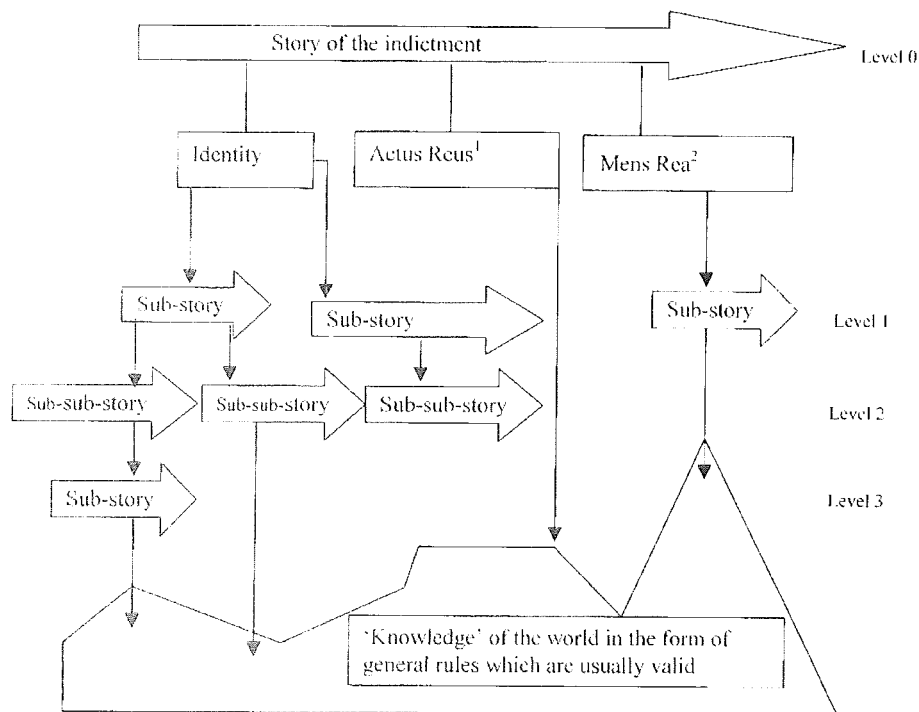 Story of the indictment
Level 0
Identity
Actus Reus¹
Mens Rea²
Sub-story
Sub-story
Sub-story
Level 1
Sub-sub-story
Sub-sub-story
Sub-sub-story
Level 2
Sub-story
Level 3
'Knowledge' of the world in the form of
general rules which are usually valid